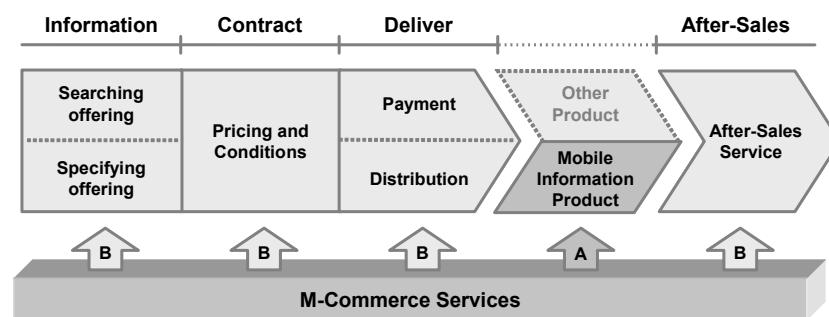 Information
Contract
Deliver
After-Sales
Searching
offering
Specifying
offering
Pricing and
Conditions
Payment
Distribution
Other
Product
Mobile
Information
Product
After-Sales
Service
B
B
B
A
B
M-Commerce Services